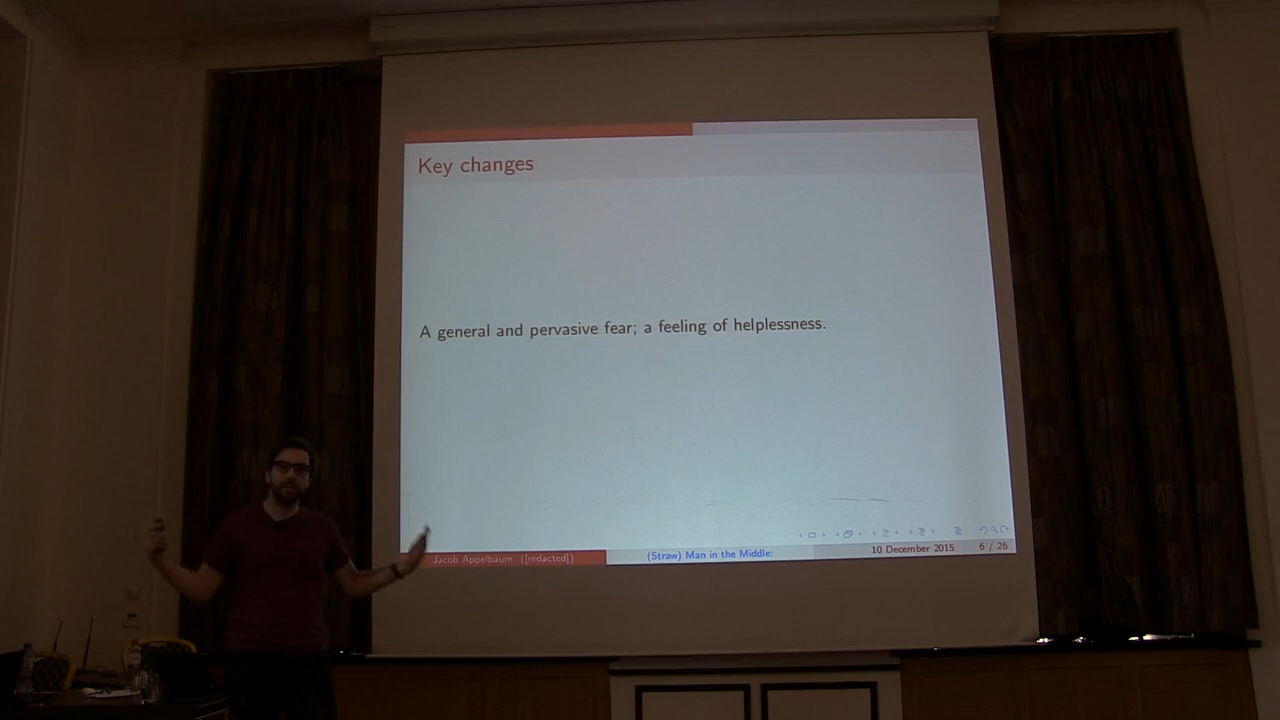 Key changes
A general and pervasive fear; a feeling of helplessness.
Jacob Appelbaum ([redacted])
(Straw) Man in the Middle:
10 December 2015
6 / 26